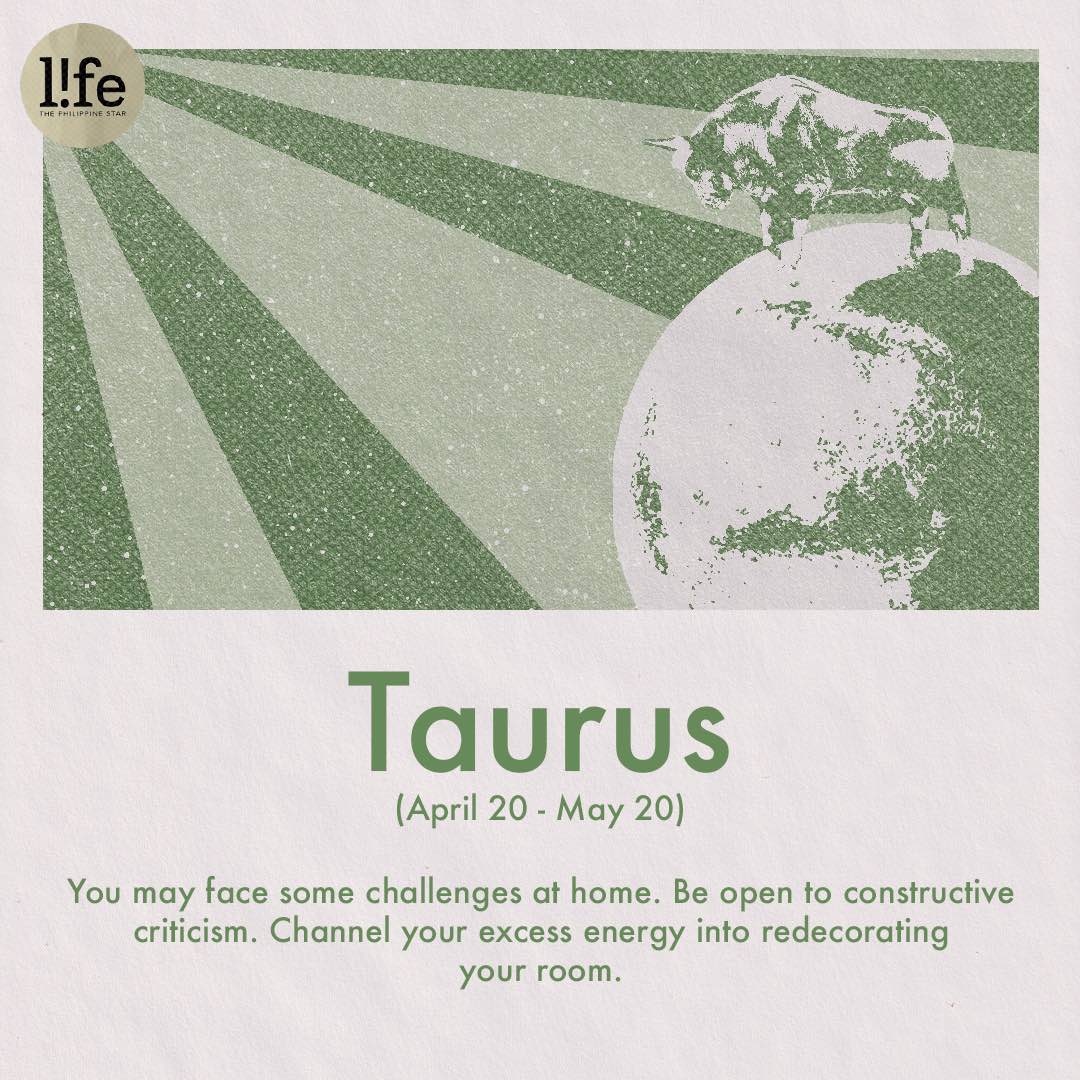 l!fe
THE PHILIPPINE STAR
Taurus
(April 20 - May 20)
You may face some challenges at home. Be open to constructive
criticism. Channel your excess energy into redecorating
your room.